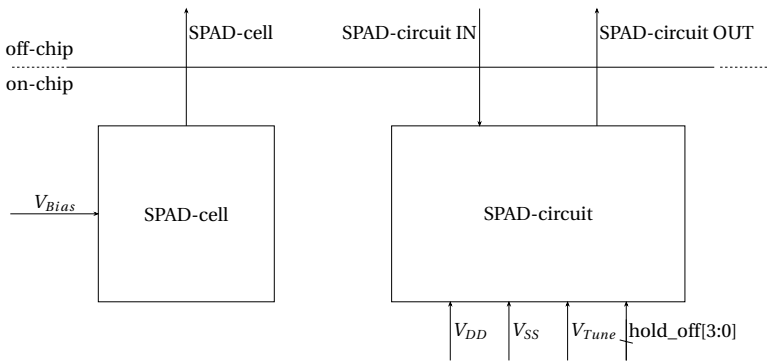 SPAD-cell SPAD-circuit IN SPAD-circuit OUT
off-chip
on-chip
V_Bias SPAD-cell SPAD-circuit
V_DD V_SS V_Tune hold_off[3:0]